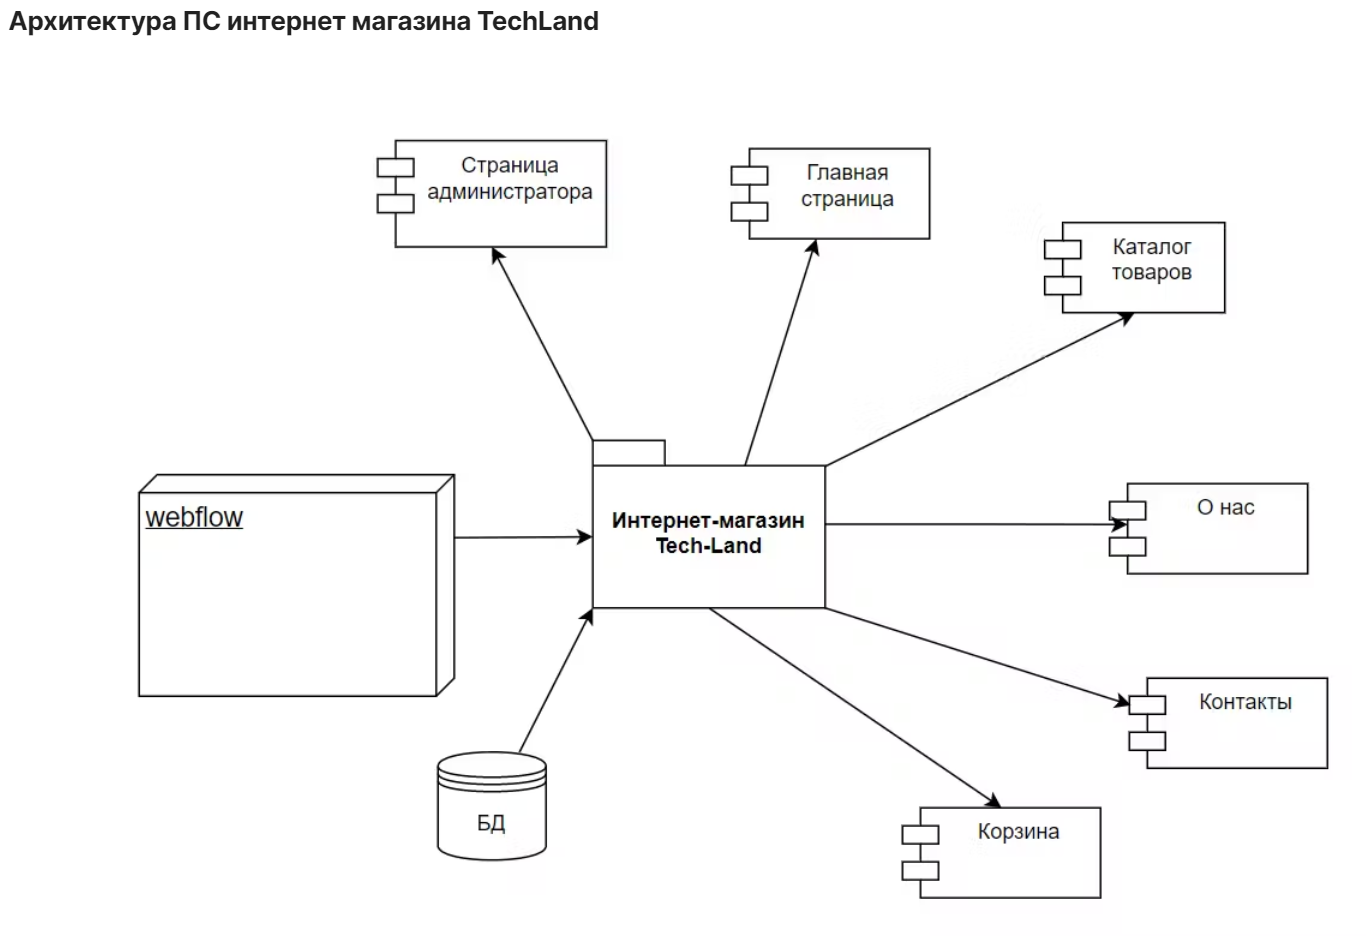 Архитектура ПС интернет магазина TechLand
Страница
администратора
Главная
страница
Каталог
товаров
webflow
Интернет-магазин
Tech-Land
О нас
Контакты
БД
Корзина